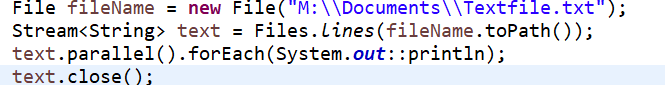 File fileName = new File("M:\\Documents\\Textfile.txt");
Stream<String> text = Files.lines(fileName.toPath());
text.parallel().forEach(System.out::println);
text.close();